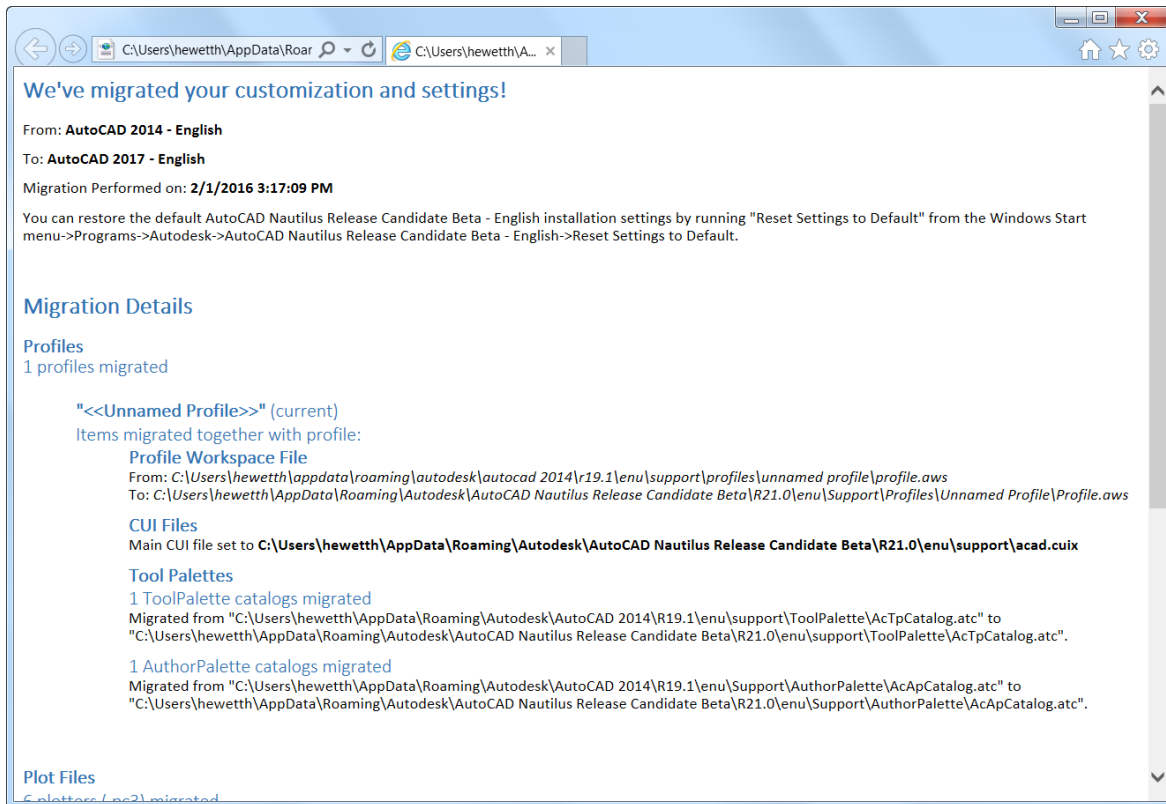 C:\Users\hewetth\AppData\Roar
C:\Users\hewetth\A...
We've migrated your customization and settings!
From: AutoCAD 2014 - English
To: AutoCAD 2017 - English
Migration Performed on: 2/1/2016 3:17:09 PM
You can restore the default AutoCAD Nautilus Release Candidate Beta - English installation settings by running "Reset Settings to Default" from the Windows Start
menu->Programs->Autodesk->AutoCAD Nautilus Release Candidate Beta - English->Reset Settings to Default.
Migration Details
Profiles
1 profiles migrated
"<<Unnamed Profile>>" (current)
Items migrated together with profile:
Profile Workspace File
From: C:\Users\hewetth\appdata\roaming\autodesk\autocad 2014\r19.1\enu\support\profiles\unnamed profile\profile.aws
To: C:\Users\hewetth\AppData\Roaming\Autodesk\AutoCAD Nautilus Release Candidate Beta\R21.0\enu\Support\Profiles\Unnamed Profile\Profile.aws
CUI Files
Main CUI file set to C:\Users\hewetth\AppData\Roaming\Autodesk\AutoCAD Nautilus Release Candidate Beta\R21.0\enu\support\acad.cuix
Tool Palettes
1 ToolPalette catalogs migrated
Migrated from "C:\Users\hewetth\AppData\Roaming\Autodesk\AutoCAD 2014\R19.1\enu\support\ToolPalette\AcTpCatalog.atc" to
"C:\Users\hewetth\AppData\Roaming\Autodesk\AutoCAD Nautilus Release Candidate Beta\R21.0\enu\support\ToolPalette\AcTpCatalog.atc".
1 AuthorPalette catalogs migrated
Migrated from "C:\Users\hewetth\AppData\Roaming\Autodesk\AutoCAD 2014\R19.1\enu\Support\AuthorPalette\AcApCatalog.atc" to
"C:\Users\hewetth\AppData\Roaming\Autodesk\AutoCAD Nautilus Release Candidate Beta\R21.0\enu\Support\AuthorPalette\AcApCatalog.atc".
Plot Files
6 plotters (.pc3) migrated